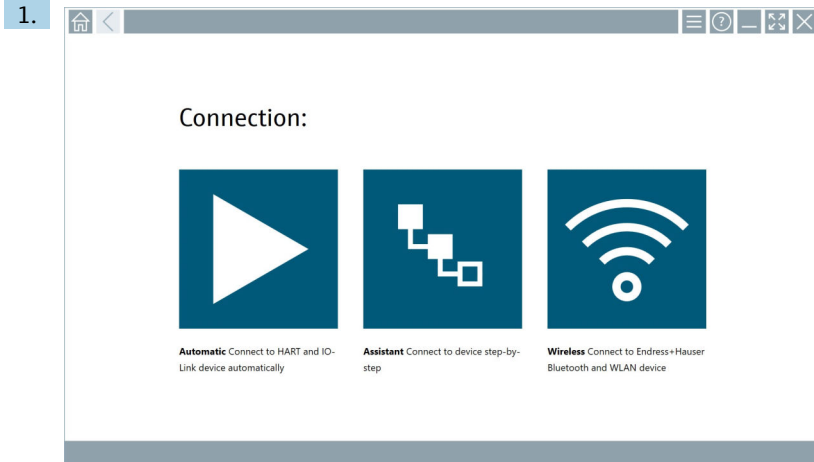 1.
Connection:
Automatic Connect to HART and IO-
Link device automatically
Assistant Connect to device step-by-
step
Wireless Connect to Endress+Hauser
Bluetooth and WLAN device